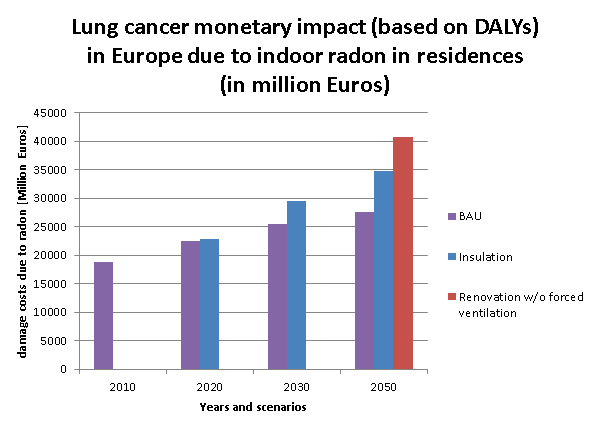 Lung cancer monetary impact (based on DALYs)
in Europe due to indoor radon in residences
(in million Euros)
damage costs due to radon [Million Euros]
45000
40000
35000
30000
25000
20000
15000
10000
5000
0
2010
2020
2030
2050
Years and scenarios
BAU
Insulation
Renovation w/o forced
ventilation